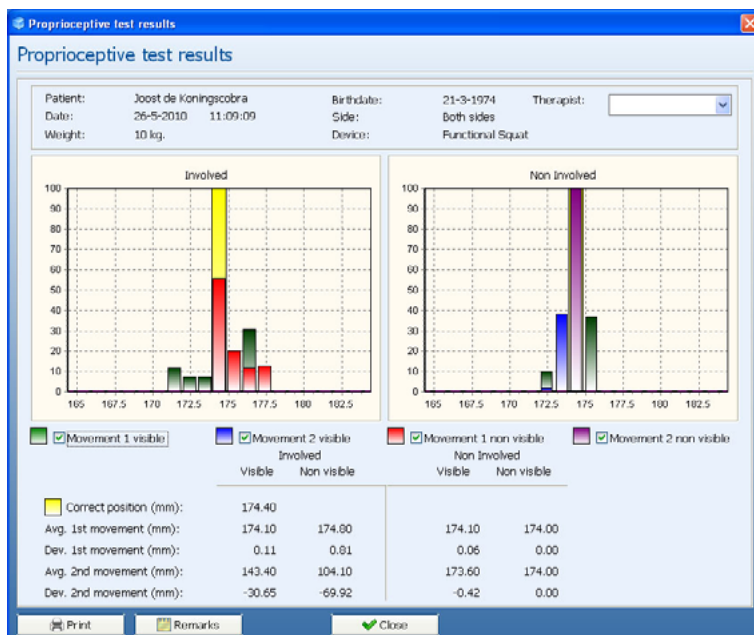 Proprioceptive test results
Proprioceptive test results
Patient: Joost de Koningscobra Birthdate: 21-3-1974 Therapist:
Date: 26-5-2010 11:09:09 Side: Both sides
Weight: 10 kg. Device: Functional Squat
Involved Non Involved
100 100
90 90
80 80
70 70
60 60
50 50
40 40
30 30
20 20
10 10
0 0
165 167.5 170 172.5 175 177.5 180 182.5 165 167.5 170 172.5 175 177.5 180 182.5
Movement 1 visible Movement 2 visible Movement 1 non visible Movement 2 non visible
Involved Non Involved
Visible Non visible Visible Non visible
Correct position (mm): 174.40
Avg. 1st movement (mm): 174.10 174.80 174.10 174.00
Dev. 1st movement (mm): 0.11 0.81 0.06 0.00
Avg. 2nd movement (mm): 143.40 104.10 173.60 174.00
Dev. 2nd movement (mm): -30.65 -69.92 -0.42 0.00
Print Remarks Close